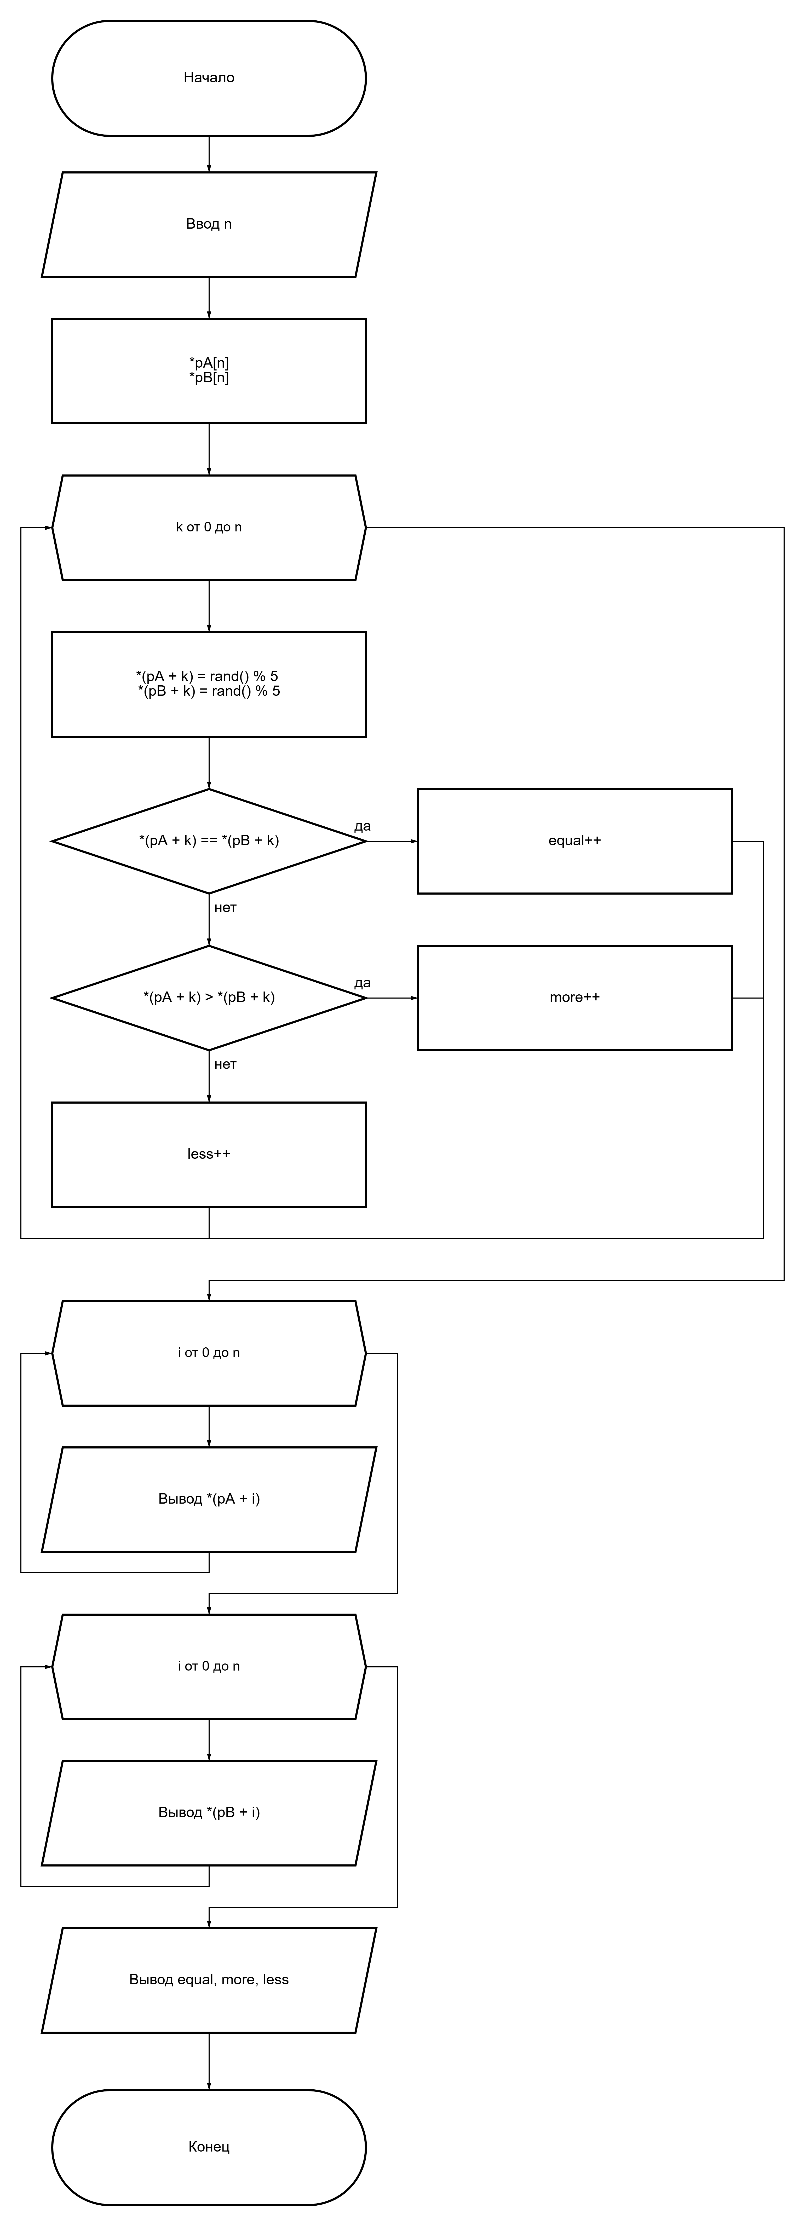 Начало
Ввод n
*pA[n]
*pB[n]
k от 0 до n
*(pA + k) = rand() % 5
*(pB + k) = rand() % 5
*(pA + k) == *(pB + k)
да
equal++
нет
*(pA + k) > *(pB + k)
да
more++
нет
less++
i от 0 до n
Вывод *(pA + i)
i от 0 до n
Вывод *(pB + i)
Вывод equal, more, less
Конец